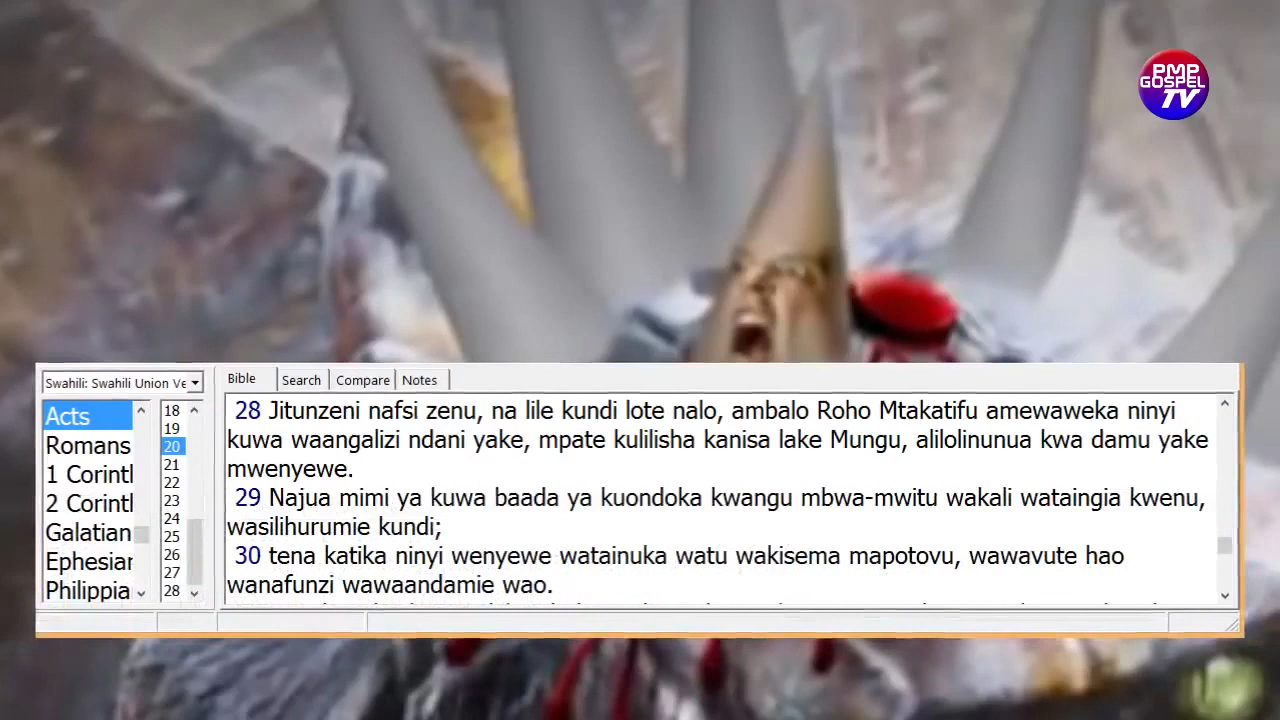 PMP
GOSPEL
TV
Swahili: Swahili Union Ve
Bible
Search
Compare
Notes
Acts
Romans
1 Corintl
2 Corintl
Galatian
Ephesiar
Philippia
18
19
20
21
22
23
24
25
26
27
28
28 Jitunzeni nafsi zenu, na lile kundi lote nalo, ambalo Roho Mtakatifu amewaweka ninyi
kuwa waangalizi ndani yake, mpate kulilisha kanisa lake Mungu, alilolinunua kwa damu yake
mwenyewe.
29 Najua mimi ya kuwa baada ya kuondoka kwangu mbwa-mwitu wakali wataingia kwenu,
wasilihurumie kundi;
30 tena katika ninyi wenyewe watainuka watu wakisema mapotovu, wawavute hao
wanafunzi wawaandamie wao.